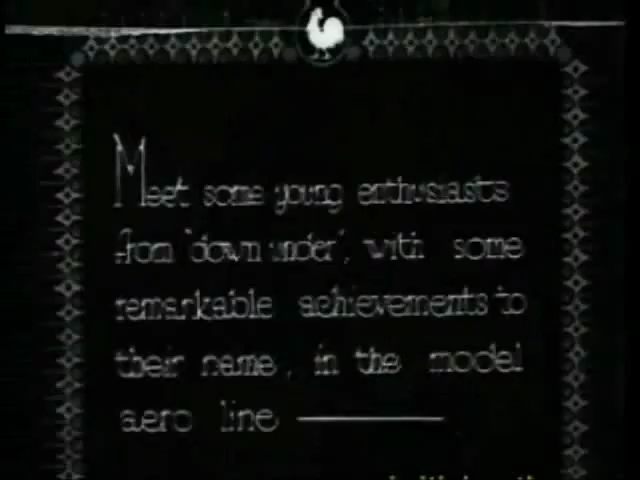 Meet some young enthusiasts
from 'down under', with some
remarkable achievements to
their name, in the model
aero line